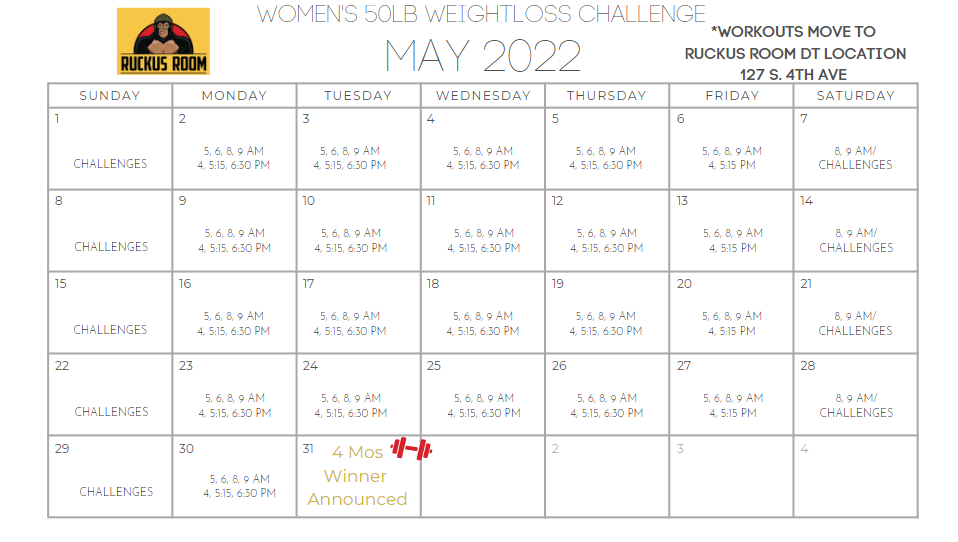 WOMEN'S 50LB WEIGHTLOSS CHALLENGE
MAY 2022
RUCKUS ROOM
*WORKOUTS MOVE TO
RUCKUS ROOM DT LOCATION
127 S. 4TH AVE
SUNDAY MONDAY TUESDAY WEDNESDAY THURSDAY FRIDAY SATURDAY
1 2 3 4 5 6 7
5, 6, 8, 9 AM 5, 6, 8, 9 AM 5, 6, 8, 9 AM 5, 6, 8, 9 AM 5, 6, 8, 9 AM 8, 9 AM/
CHALLENGES 4, 5:15, 6:30 PM 4, 5:15, 6:30 PM 4, 5:15, 6:30 PM 4, 5:15, 6:30 PM 4, 5:15 PM CHALLENGES
8 9 10 11 12 13 14
5, 6, 8, 9 AM 5, 6, 8, 9 AM 5, 6, 8, 9 AM 5, 6, 8, 9 AM 5, 6, 8, 9 AM 8, 9 AM/
CHALLENGES 4, 5:15, 6:30 PM 4, 5:15, 6:30 PM 4, 5:15, 6:30 PM 4, 5:15, 6:30 PM 4, 5:15 PM CHALLENGES
15 16 17 18 19 20 21
5, 6, 8, 9 AM 5, 6, 8, 9 AM 5, 6, 8, 9 AM 5, 6, 8, 9 AM 5, 6, 8, 9 AM 8, 9 AM/
CHALLENGES 4, 5:15, 6:30 PM 4, 5:15, 6:30 PM 4, 5:15, 6:30 PM 4, 5:15, 6:30 PM 4, 5:15 PM CHALLENGES
22 23 24 25 26 27 28
5, 6, 8, 9 AM 5, 6, 8, 9 AM 5, 6, 8, 9 AM 5, 6, 8, 9 AM 5, 6, 8, 9 AM 8, 9 AM/
CHALLENGES 4, 5:15, 6:30 PM 4, 5:15, 6:30 PM 4, 5:15, 6:30 PM 4, 5:15, 6:30 PM 4, 5:15 PM CHALLENGES
29 30 31 2 3 4
4 Mos
Winner
Announced
5, 6, 8, 9 AM
CHALLENGES 4, 5:15, 6:30 PM